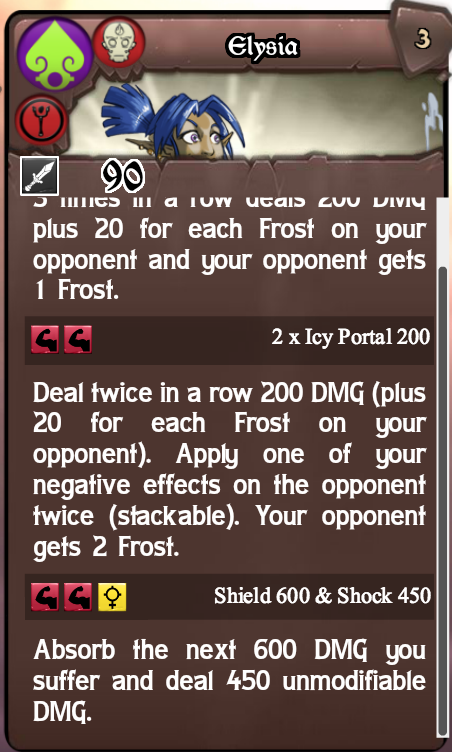 Elysia
3
90
times in a row deals 200 DMG
plus 20 for each Frost on your
opponent and your opponent gets
1 Frost.
2 x Icy Portal 200
Deal twice in a row 200 DMG (plus
20 for each Frost on your
opponent). Apply one of your
negative effects on the opponent
twice (stackable). Your opponent
gets 2 Frost.
Shield 600 & Shock 450
Absorb the next 600 DMG you
suffer and deal 450 unmodifiable
DMG.